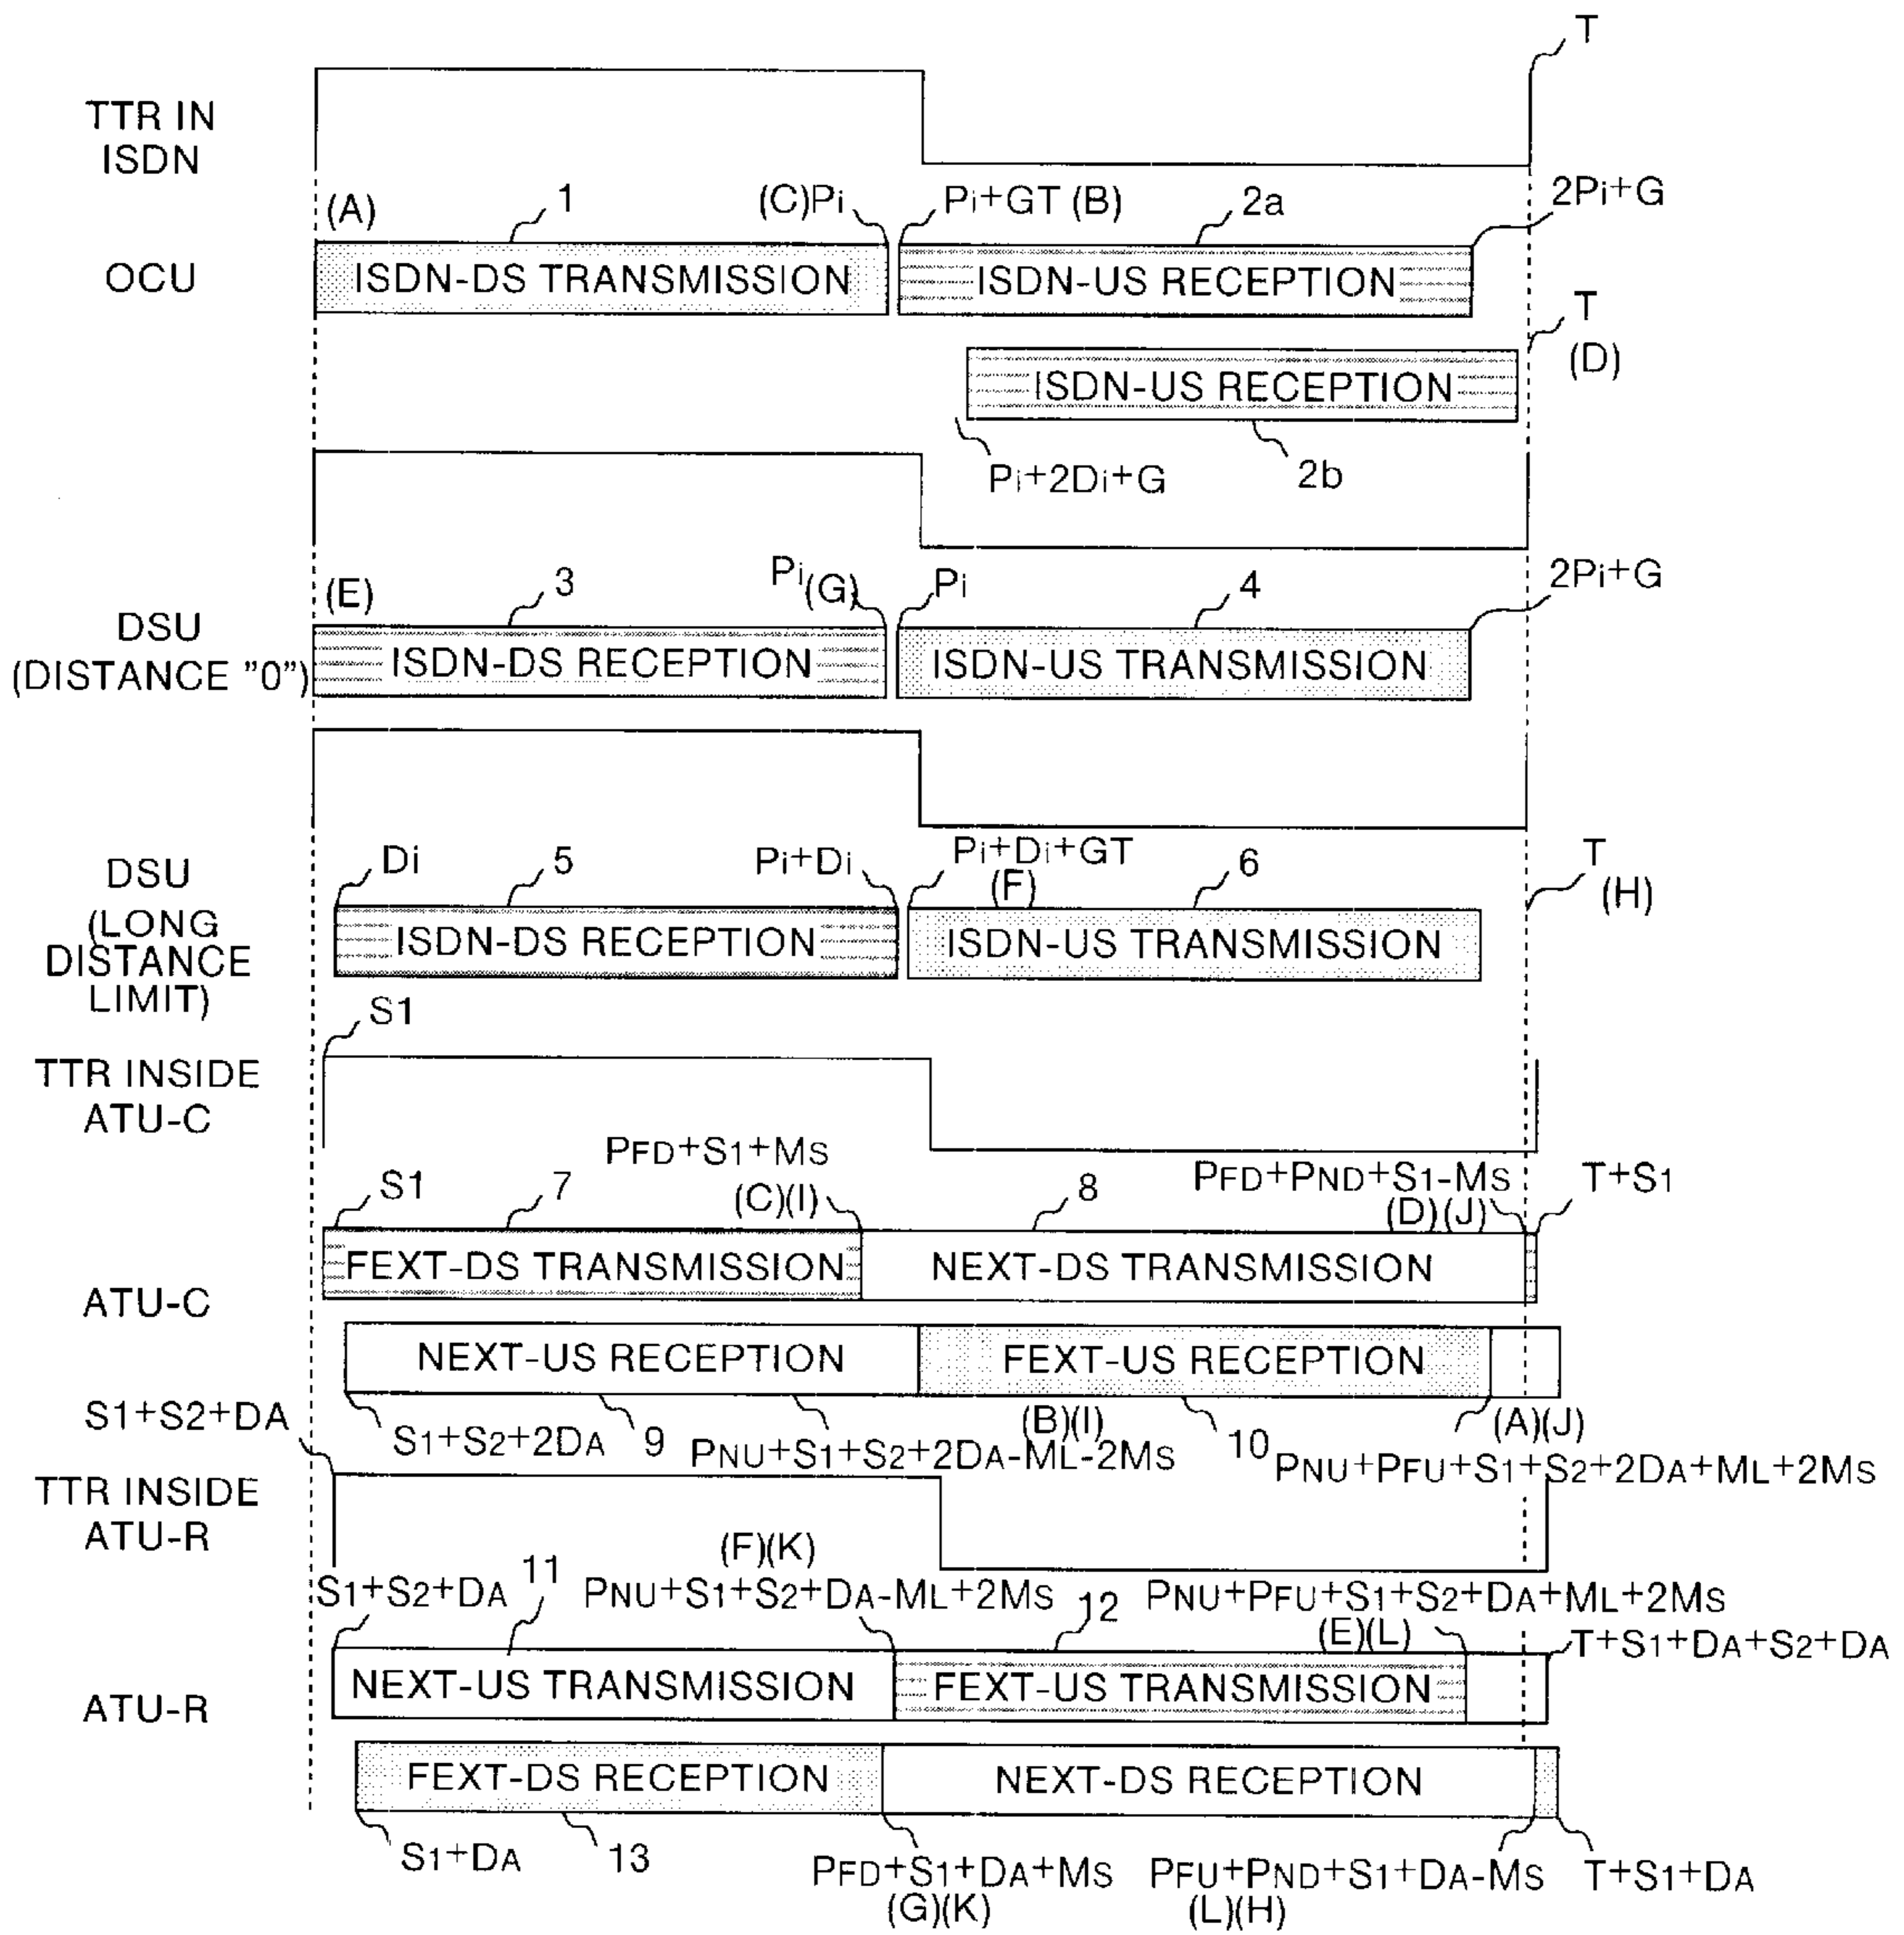 T
TTR IN
ISDN
(A)
1
(C)Pi
Pi+GT (B)
2a
2Pi+G
OCU
ISDN-DS TRANSMISSION
ISDN-US RECEPTION
T
(D)
ISDN-US RECEPTION
Pi+2Di+G
2b
(E)
3
Pi
(G)
Pi
4
2Pi+G
DSU
(DISTANCE "0")
ISDN-DS RECEPTION
ISDN-US TRANSMISSION
Di
5
Pi+Di
Pi+Di+GT
(F)
6
T
(H)
DSU
(LONG
DISTANCE
LIMIT)
ISDN-DS RECEPTION
ISDN-US TRANSMISSION
S1
TTR INSIDE
ATU-C
PFD+S1+MS
(C)(I)
S1
7
8
PFD+PND+S1-MS
(D)(J)
T+S1
ATU-C
FEXT-DS TRANSMISSION
NEXT-DS TRANSMISSION
NEXT-US RECEPTION
FEXT-US RECEPTION
S1+S2+DA
S1+S2+2DA
9
(B)(I)
PNU+S1+S2+2DA-ML-2MS
10
(A)(J)
PNU+PFU+S1+S2+2DA+ML+2MS
TTR INSIDE
ATU-R
S1+S2+DA
11
(F)(K)
PNU+S1+S2+DA-ML+2MS
12
PNU+PFU+S1+S2+DA+ML+2MS
(E)(L)
T+S1+DA+S2+DA
ATU-R
NEXT-US TRANSMISSION
FEXT-US TRANSMISSION
FEXT-DS RECEPTION
NEXT-DS RECEPTION
S1+DA
13
PFD+S1+DA+MS
(G)(K)
PFU+PND+S1+DA-MS
(L)(H)
T+S1+DA